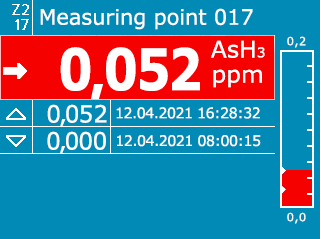 Z2
17
Measuring point 017
0,2
0,052 AsH₃
ppm
0,052 12.04.2021 16:28:32
0,000 12.04.2021 08:00:15
0,0